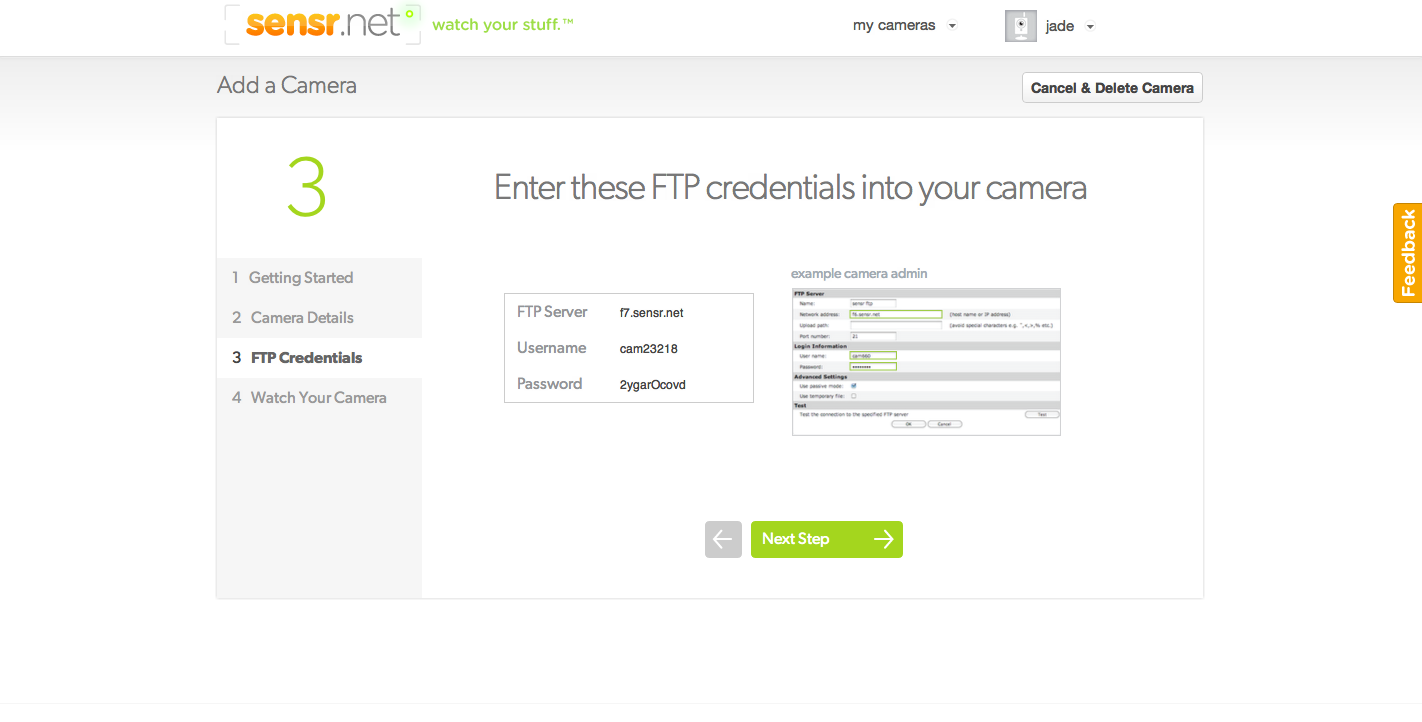 sensr.net watch your stuff.™
my cameras
jade
Add a Camera
Cancel & Delete Camera
3
Enter these FTP credentials into your camera
1 Getting Started
2 Camera Details
3 FTP Credentials
4 Watch Your Camera
FTP Server f7.sensr.net
Username cam23218
Password 2ygarOcovd
example camera admin
FTP Server
Name: sensr ftp
Network address: f6.sensr.net (host name or IP address)
Upload path: (avoid special characters e.g. ",<,>,% etc.)
Port number: 21
Login Information
User name: cam660
Password: ••••••••
Advanced Settings
Use passive mode:
Use temporary file:
Test
Test the connection to the specified FTP server Test
OK Cancel
Next Step
Feedback